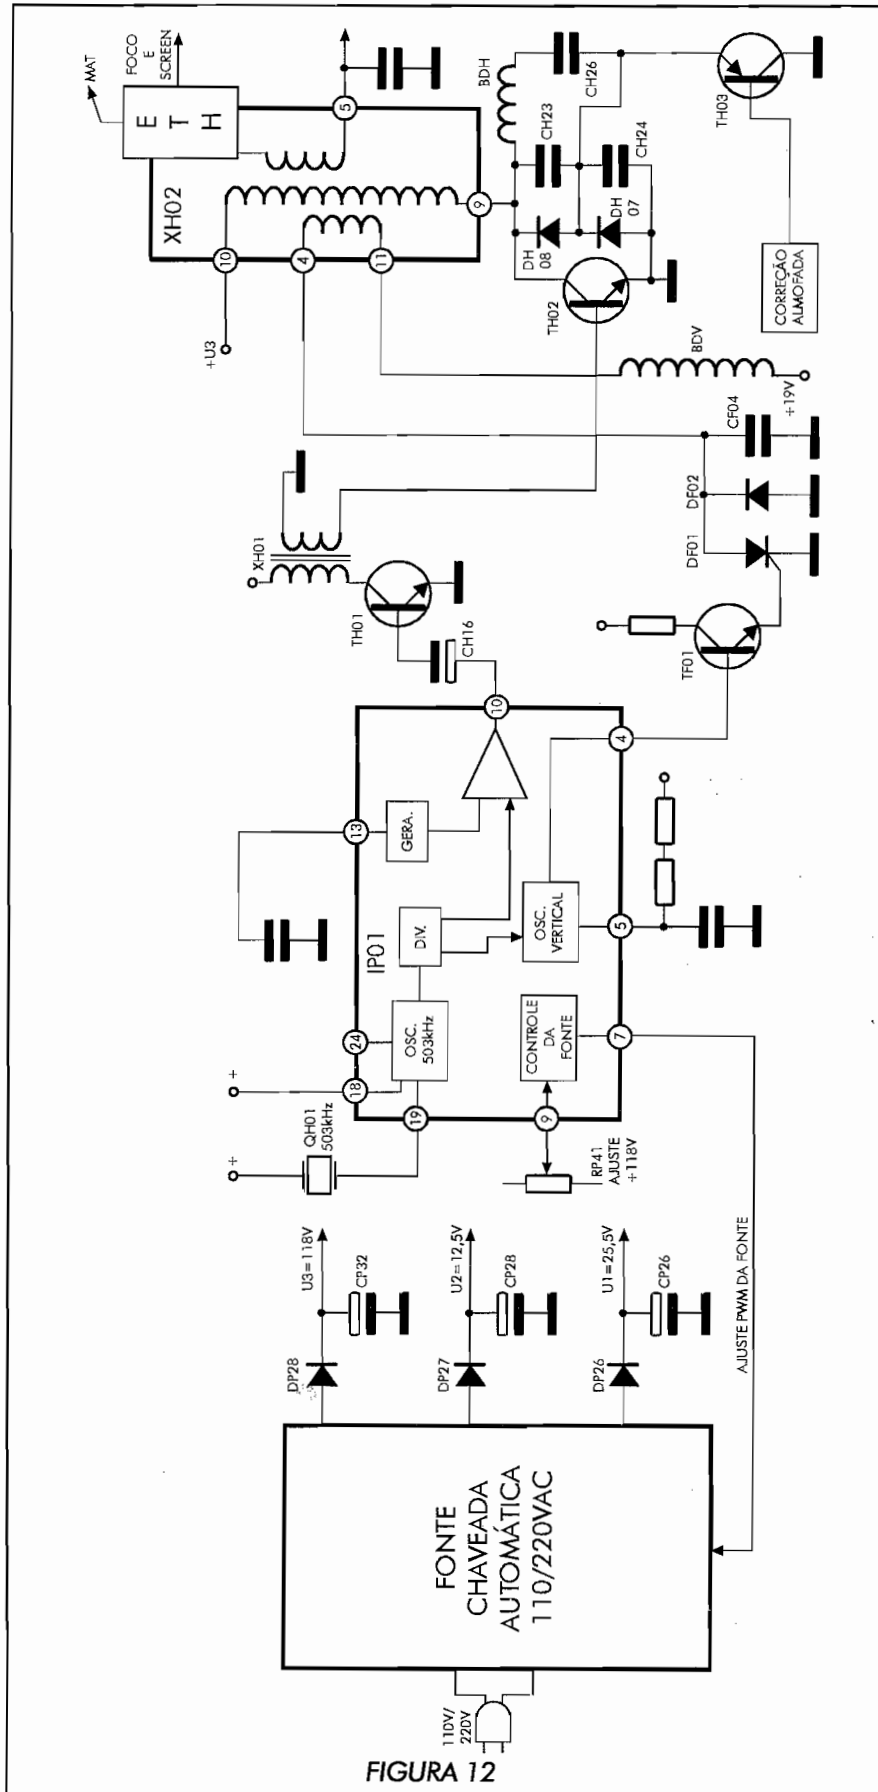 FONTE
CHAVEADA
AUTOMÁTICA
110/220VAC
110V/
220V
DP28
U3=118V
CP32
DP27
U2=12,5V
CP28
DP26
U1=25,5V
CP26
AJUSTE PWM DA FONTE
+
QH01
503kHz
+
18
24
19
OSC.
503kHz
IP01
DIV.
GERA.
13
10
9
CONTROLE
DA
FONTE
7
OSC.
VERTICAL
5
4
RP41
AJUSTE
+118V
CH16
TH01
XH01
TF01
DF01
DF02
CF04
+19V
BDV
+U3
10
4
11
XH02
9
5
E
T
H
MAT
FOCO
E
SCREEN
TH02
DH
08
DH
07
CH23
CH24
BDH
CH26
TH03
CORREÇÃO
ALMOFADA
FIGURA 12